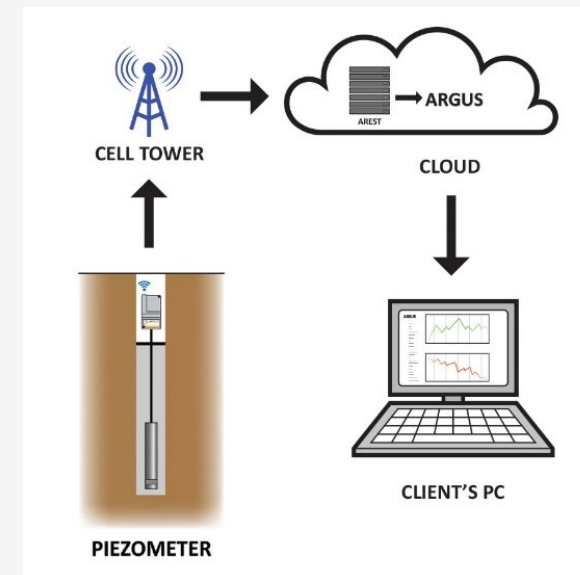 CELL TOWER
AREST
ARGUS
CLOUD
ARGUS
CLIENT'S PC
PIEZOMETER